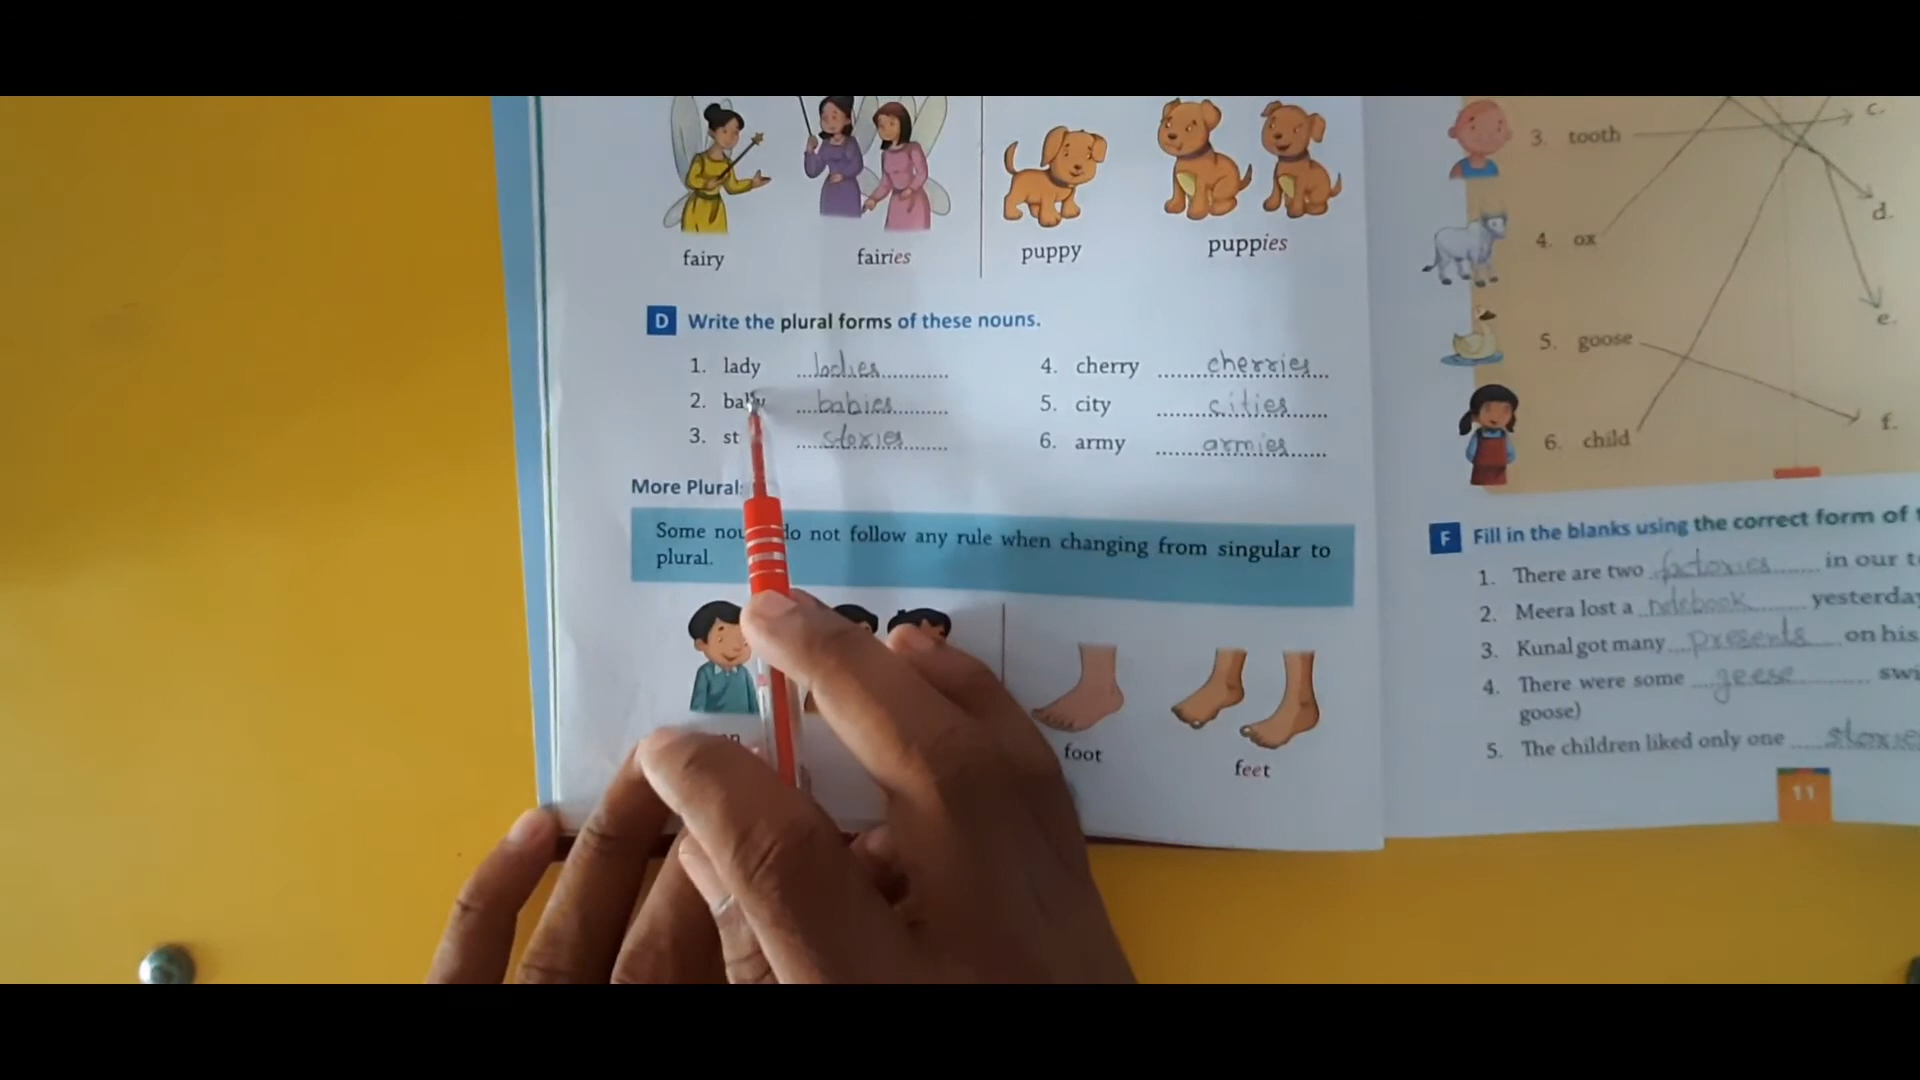 fairy fairies puppy puppies
D Write the plural forms of these nouns.
1. lady ladies
2. baby babies
3. st stories
4. cherry cherries
5. city cities
6. army armies
More Plural
Some nou do not follow any rule when changing from singular to
plural.
foot feet
3. tooth
4. ox
5. goose
6. child
c.
d.
e.
f.
F Fill in the blanks using the correct form of
1. There are two factories in our t
2. Meera lost a notebook yesterday
3. Kunal got many presents on his
4. There were some geese swi
goose)
5. The children liked only one storie
11